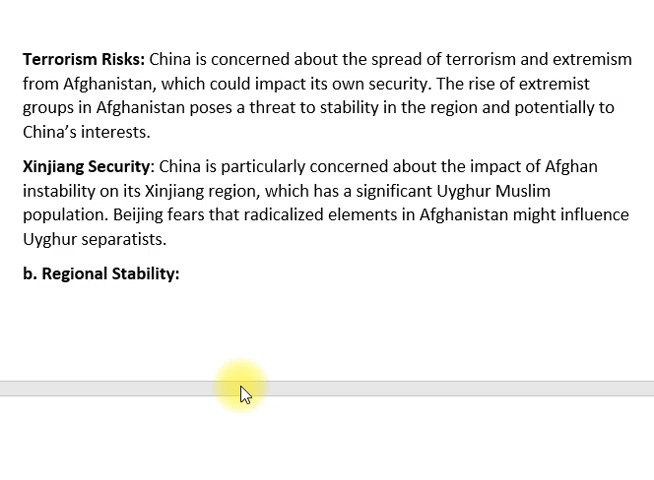 Terrorism Risks: China is concerned about the spread of terrorism and extremism
from Afghanistan, which could impact its own security. The rise of extremist
groups in Afghanistan poses a threat to stability in the region and potentially to
China's interests.
Xinjiang Security: China is particularly concerned about the impact of Afghan
instability on its Xinjiang region, which has a significant Uyghur Muslim
population. Beijing fears that radicalized elements in Afghanistan might influence
Uyghur separatists.
b. Regional Stability: